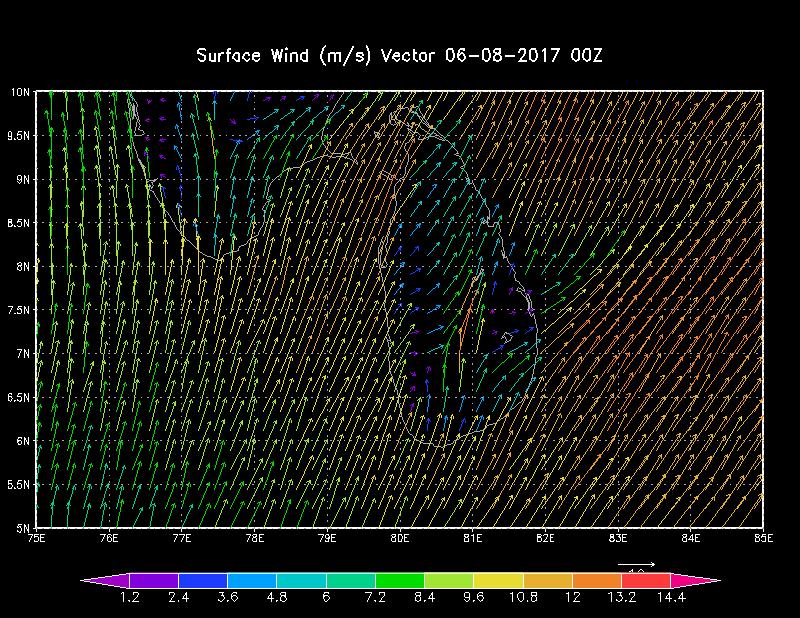 Surface Wind (m/s) Vector 06-08-2017 00Z
10N
9.5N
9N
8.5N
8N
7.5N
7N
6.5N
6N
5.5N
5N
75E 76E 77E 78E 79E 80E 81E 82E 83E 84E 85E
1.2 2.4 3.6 4.8 6 7.2 8.4 9.6 10.8 12 13.2 14.4